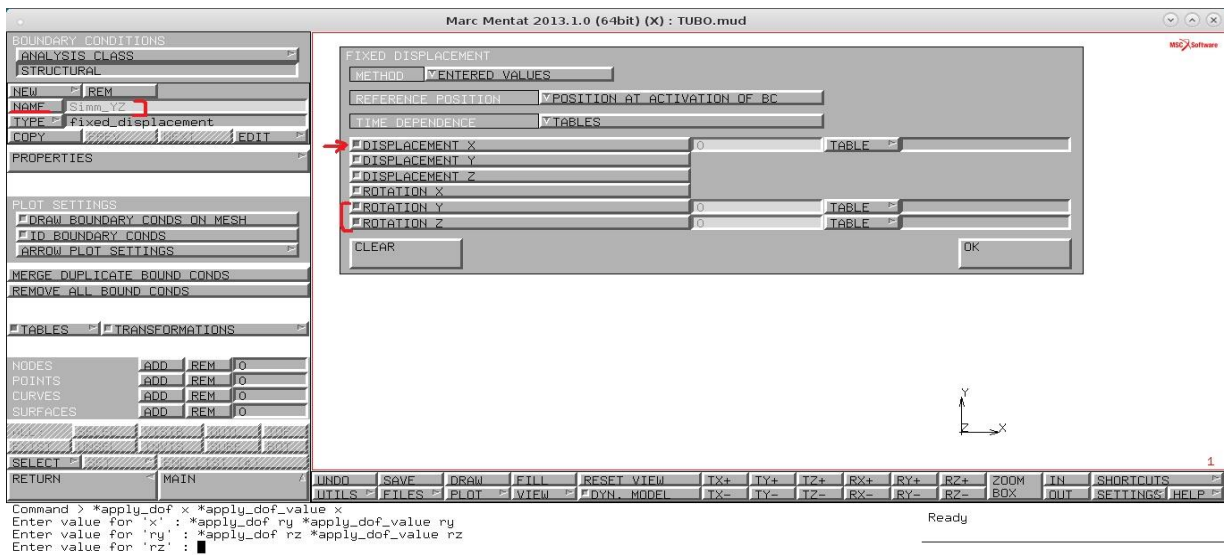 Marc Mentat 2013.1.0 (64bit) (X) : TUBO.mud
BOUNDARY CONDITIONS
ANALYSIS CLASS
STRUCTURAL
NEW REM
NAME Simm_YZ
TYPE fixed_displacement
COPY PREV NEXT EDIT
PROPERTIES
PLOT SETTINGS
DRAW BOUNDARY CONDS ON MESH
ID BOUNDARY CONDS
ARROW PLOT SETTINGS
MERGE DUPLICATE BOUND CONDS
REMOVE ALL BOUND CONDS
TABLES TRANSFORMATIONS
NODES ADD REM 0
POINTS ADD REM 0
CURVES ADD REM 0
SURFACES ADD REM 0
SELECT
RETURN MAIN
FIXED DISPLACEMENT
METHOD ENTERED VALUES
REFERENCE POSITION POSITION AT ACTIVATION OF BC
TIME DEPENDENCE TABLES
DISPLACEMENT X 0 TABLE
DISPLACEMENT Y
DISPLACEMENT Z
ROTATION X
ROTATION Y 0 TABLE
ROTATION Z 0 TABLE
CLEAR OK
MSC Software
Y
Z X
1
UNDO SAVE DRAW FILL RESET VIEW TX+ TY+ TZ+ RX+ RY+ RZ+ ZOOM IN SHORTCUTS
UTILS FILES PLOT VIEW DYN. MODEL TX- TY- TZ- RX- RY- RZ- BOX OUT SETTINGS HELP
Command > *apply_dof x *apply_dof_value x
Enter value for 'x' : *apply_dof ry *apply_dof_value ry
Enter value for 'ry' : *apply_dof rz *apply_dof_value rz
Enter value for 'rz' :
Ready